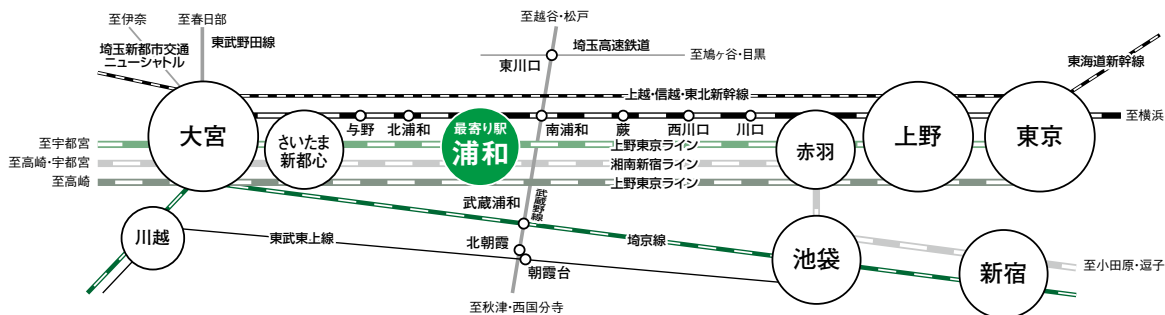 至伊奈
至春日部
至越谷・松戸
埼玉新都市交通
ニューシャトル
東武野田線
埼玉高速鉄道
至鳩ヶ谷・目黒
東川口
東海道新幹線
上越・信越・東北新幹線
大宮
さいたま
新都心
与野
北浦和
最寄り駅
浦和
南浦和
蕨
西川口
川口
赤羽
上野
東京
至横浜
至宇都宮
上野東京ライン
至高崎・宇都宮
湘南新宿ライン
至高崎
上野東京ライン
武蔵浦和
武蔵野線
川越
東武東上線
北朝霞
朝霞台
埼京線
池袋
新宿
至小田原・逗子
至秋津・西国分寺